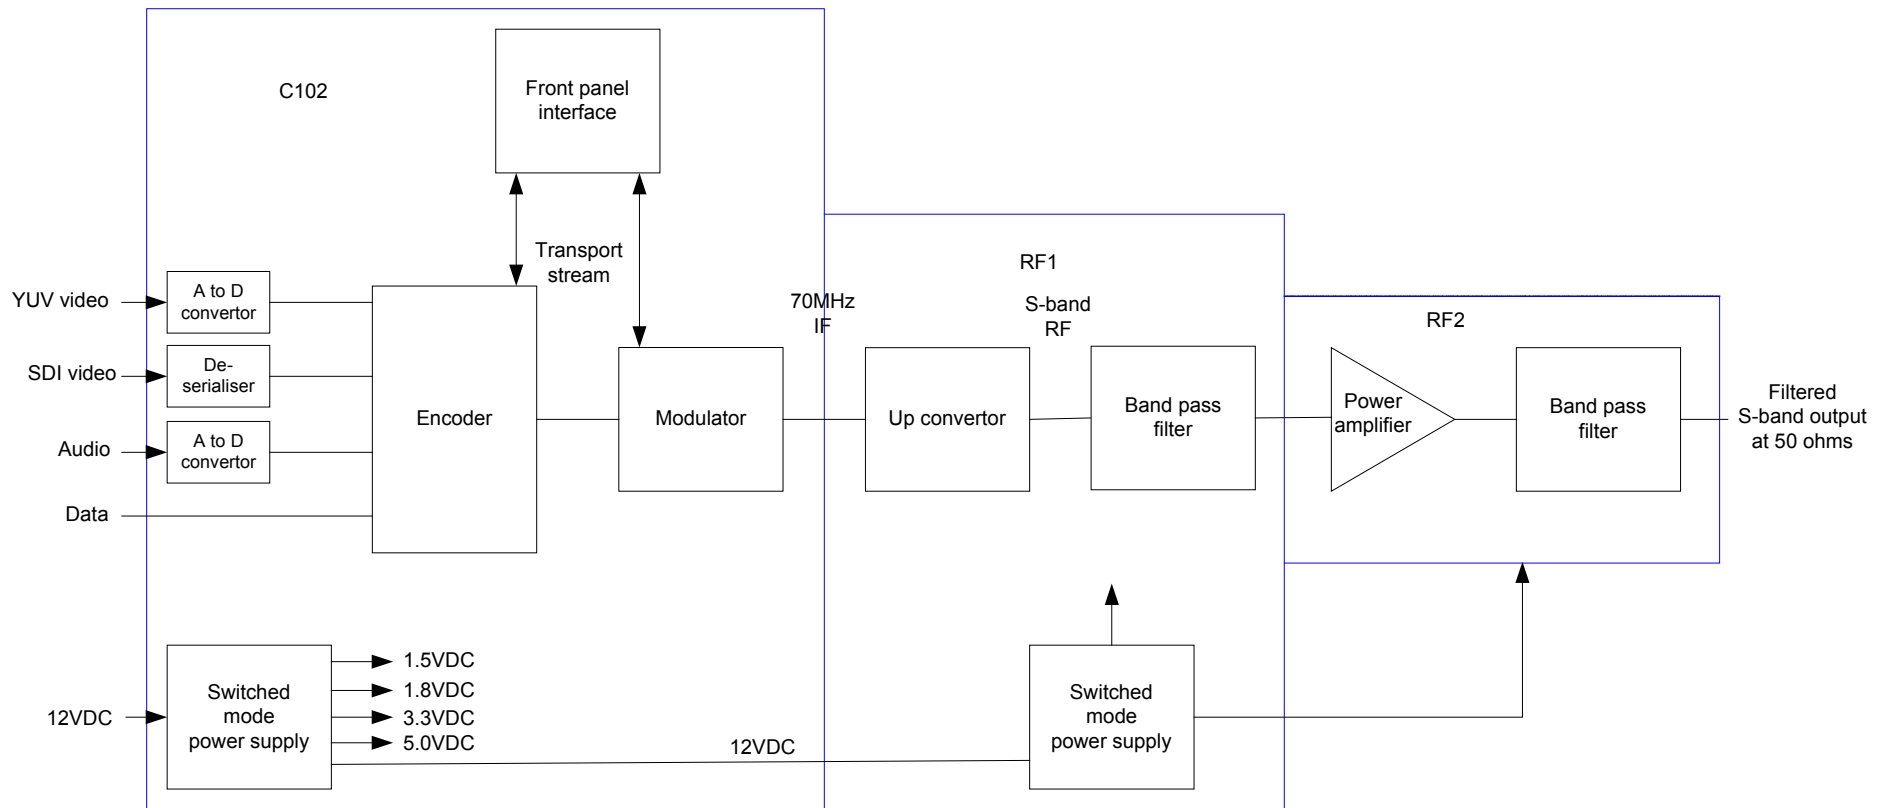 C102
Front panel
interface
Transport
stream
YUV video
A to D
convertor
SDI video
De-
serialiser
Audio
A to D
convertor
Data
Encoder
Modulator
70MHz
IF
RF1
S-band
RF
Up convertor
Band pass
filter
RF2
Power
amplifier
Band pass
filter
Filtered
S-band output
at 50 ohms
12VDC
Switched
mode
power supply
1.5VDC
1.8VDC
3.3VDC
5.0VDC
12VDC
Switched
mode
power supply